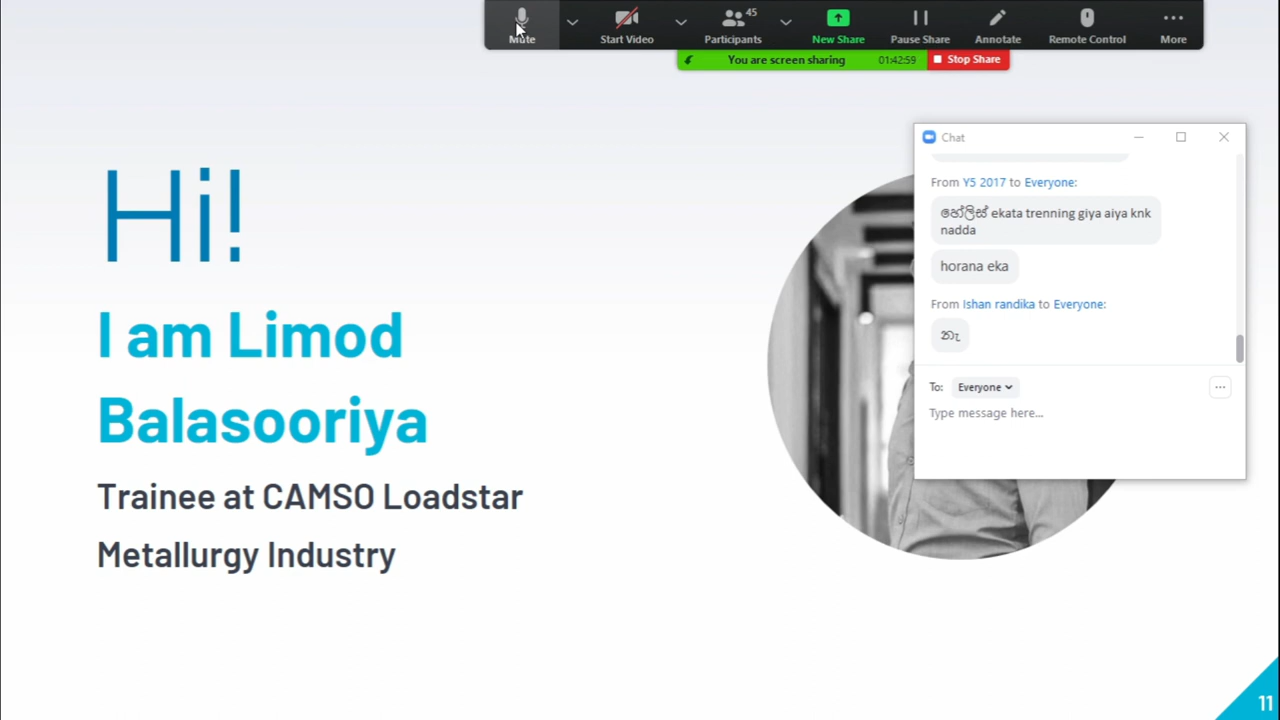 Mute
Start Video
Participants
45
New Share
Pause Share
Annotate
Remote Control
More
You are screen sharing
01:42:59
Stop Share
Hi!
I am Limod
Balasooriya
Trainee at CAMSO Loadstar
Metallurgy Industry
Chat
From Y5 2017 to Everyone:
හේලීස් ekata trenning giya aiya knk
nadda
horana eka
From Ishan randika to Everyone:
නෑ
To: Everyone
Type message here...
11